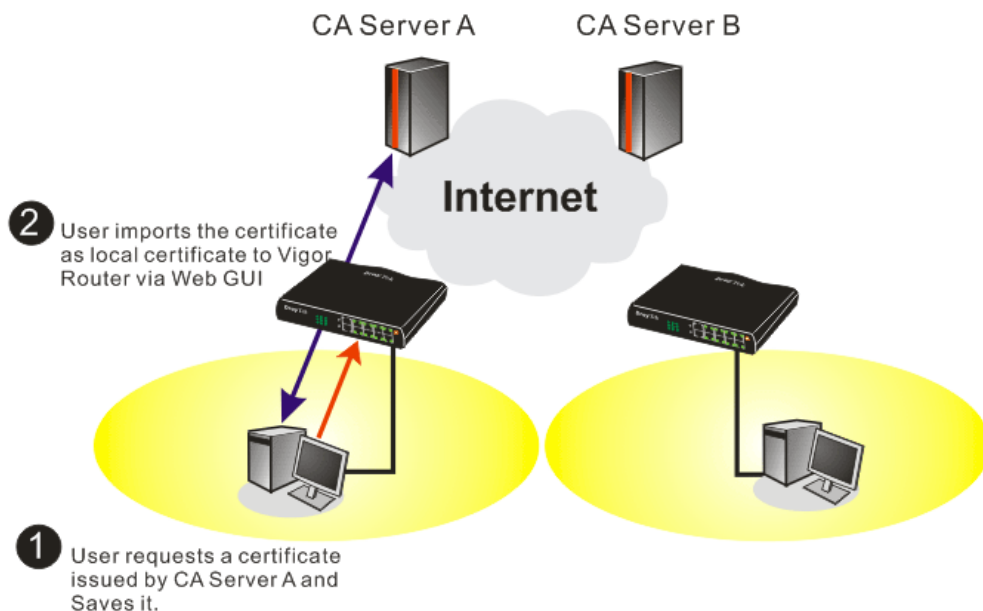 CA Server A
CA Server B
Internet
2
User imports the certificate
as local certificate to Vigor
Router via Web GUI
1
User requests a certificate
issued by CA Server A and
Saves it.